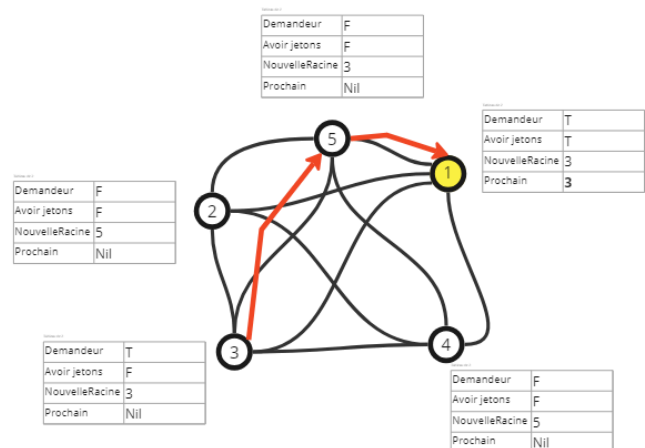 Demandeur F
Avoir jetons F
NouvelleRacine 3
Prochain Nil
Demandeur T
Avoir jetons T
NouvelleRacine 3
Prochain 3
5
1
Demandeur F
Avoir jetons F
NouvelleRacine 5
Prochain Nil
2
3
4
Demandeur T
Avoir jetons F
NouvelleRacine 3
Prochain Nil
Demandeur F
Avoir jetons F
NouvelleRacine 5
Prochain Nil